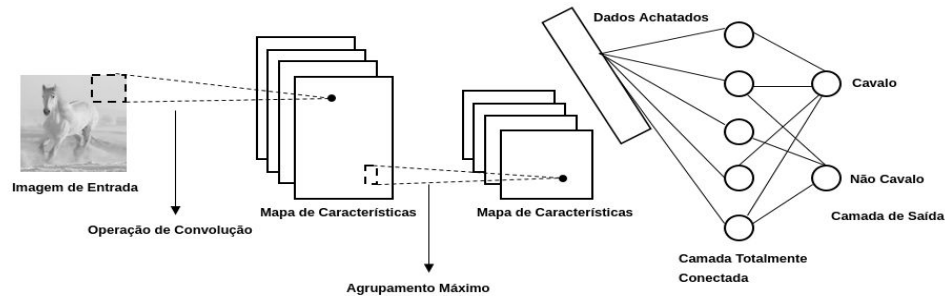 Dados Achatados
Cavalo
Imagem de Entrada
Não Cavalo
Mapa de Características
Mapa de Características
Camada de Saída
Operação de Convolução
Camada Totalmente
Conectada
Agrupamento Máximo